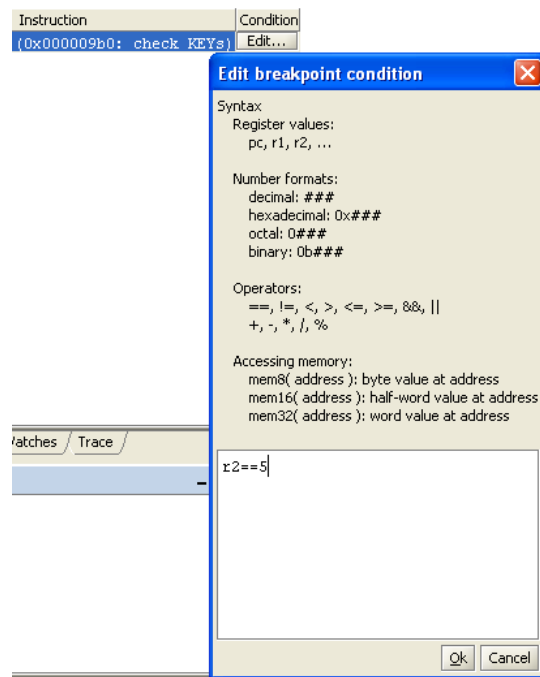 Instruction Condition
(0x000009b0: check KEYs) Edit...
Edit breakpoint condition
Syntax
Register values:
pc, r1, r2, ...
Number formats:
decimal: ###
hexadecimal: 0x###
octal: 0###
binary: 0b###
Operators:
==, !=, <, >, <=, >=, &&, ||
+, -, *, /, %
Accessing memory:
mem8( address ): byte value at address
mem16( address ): half-word value at address
mem32( address ): word value at address
Trace
r2==5
Ok Cancel